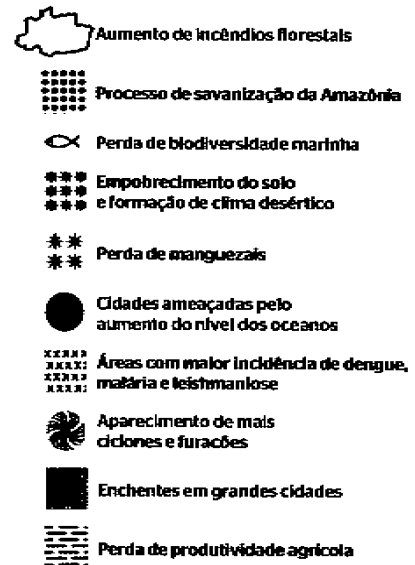 Aumento de incêndios florestais
Processo de savanização da Amazônia
Perda de biodiversidade marinha
Empobrecimento do solo
e formação de clima desértico
Perda de manguezais
Cidades ameaçadas pelo
aumento do nível dos oceanos
Áreas com maior incidência de dengue,
malária e leishmaniose
Aparecimento de mais
ciclones e furacões
Enchentes em grandes cidades
Perda de produtividade agrícola